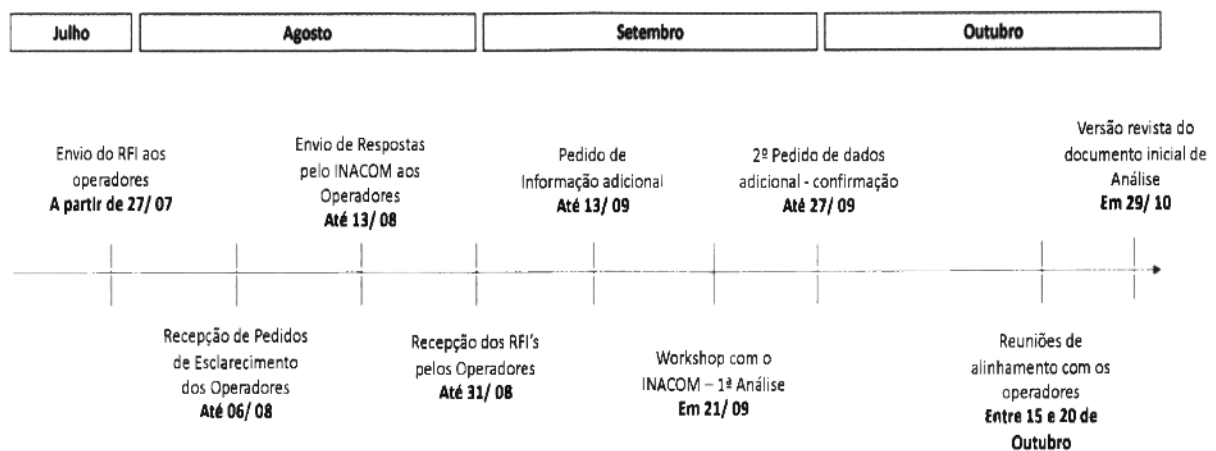 Julho
Agosto
Setembro
Outubro
Envio do RFI aos
operadores
A partir de 27/ 07
Envio de Respostas
pelo INACOM aos
Operadores
Até 13/ 08
Pedido de
Informação adicional
Até 13/ 09
2º Pedido de dados
adicional - confirmação
Até 27/ 09
Versão revista do
documento inicial de
Análise
Em 29/ 10
Recepção de Pedidos
de Esclarecimento
dos Operadores
Até 06/ 08
Recepção dos RFI's
pelos Operadores
Até 31/ 08
Workshop com o
INACOM – 1ª Análise
Em 21/ 09
Reuniões de
alinhamento com os
operadores
Entre 15 e 20 de
Outubro